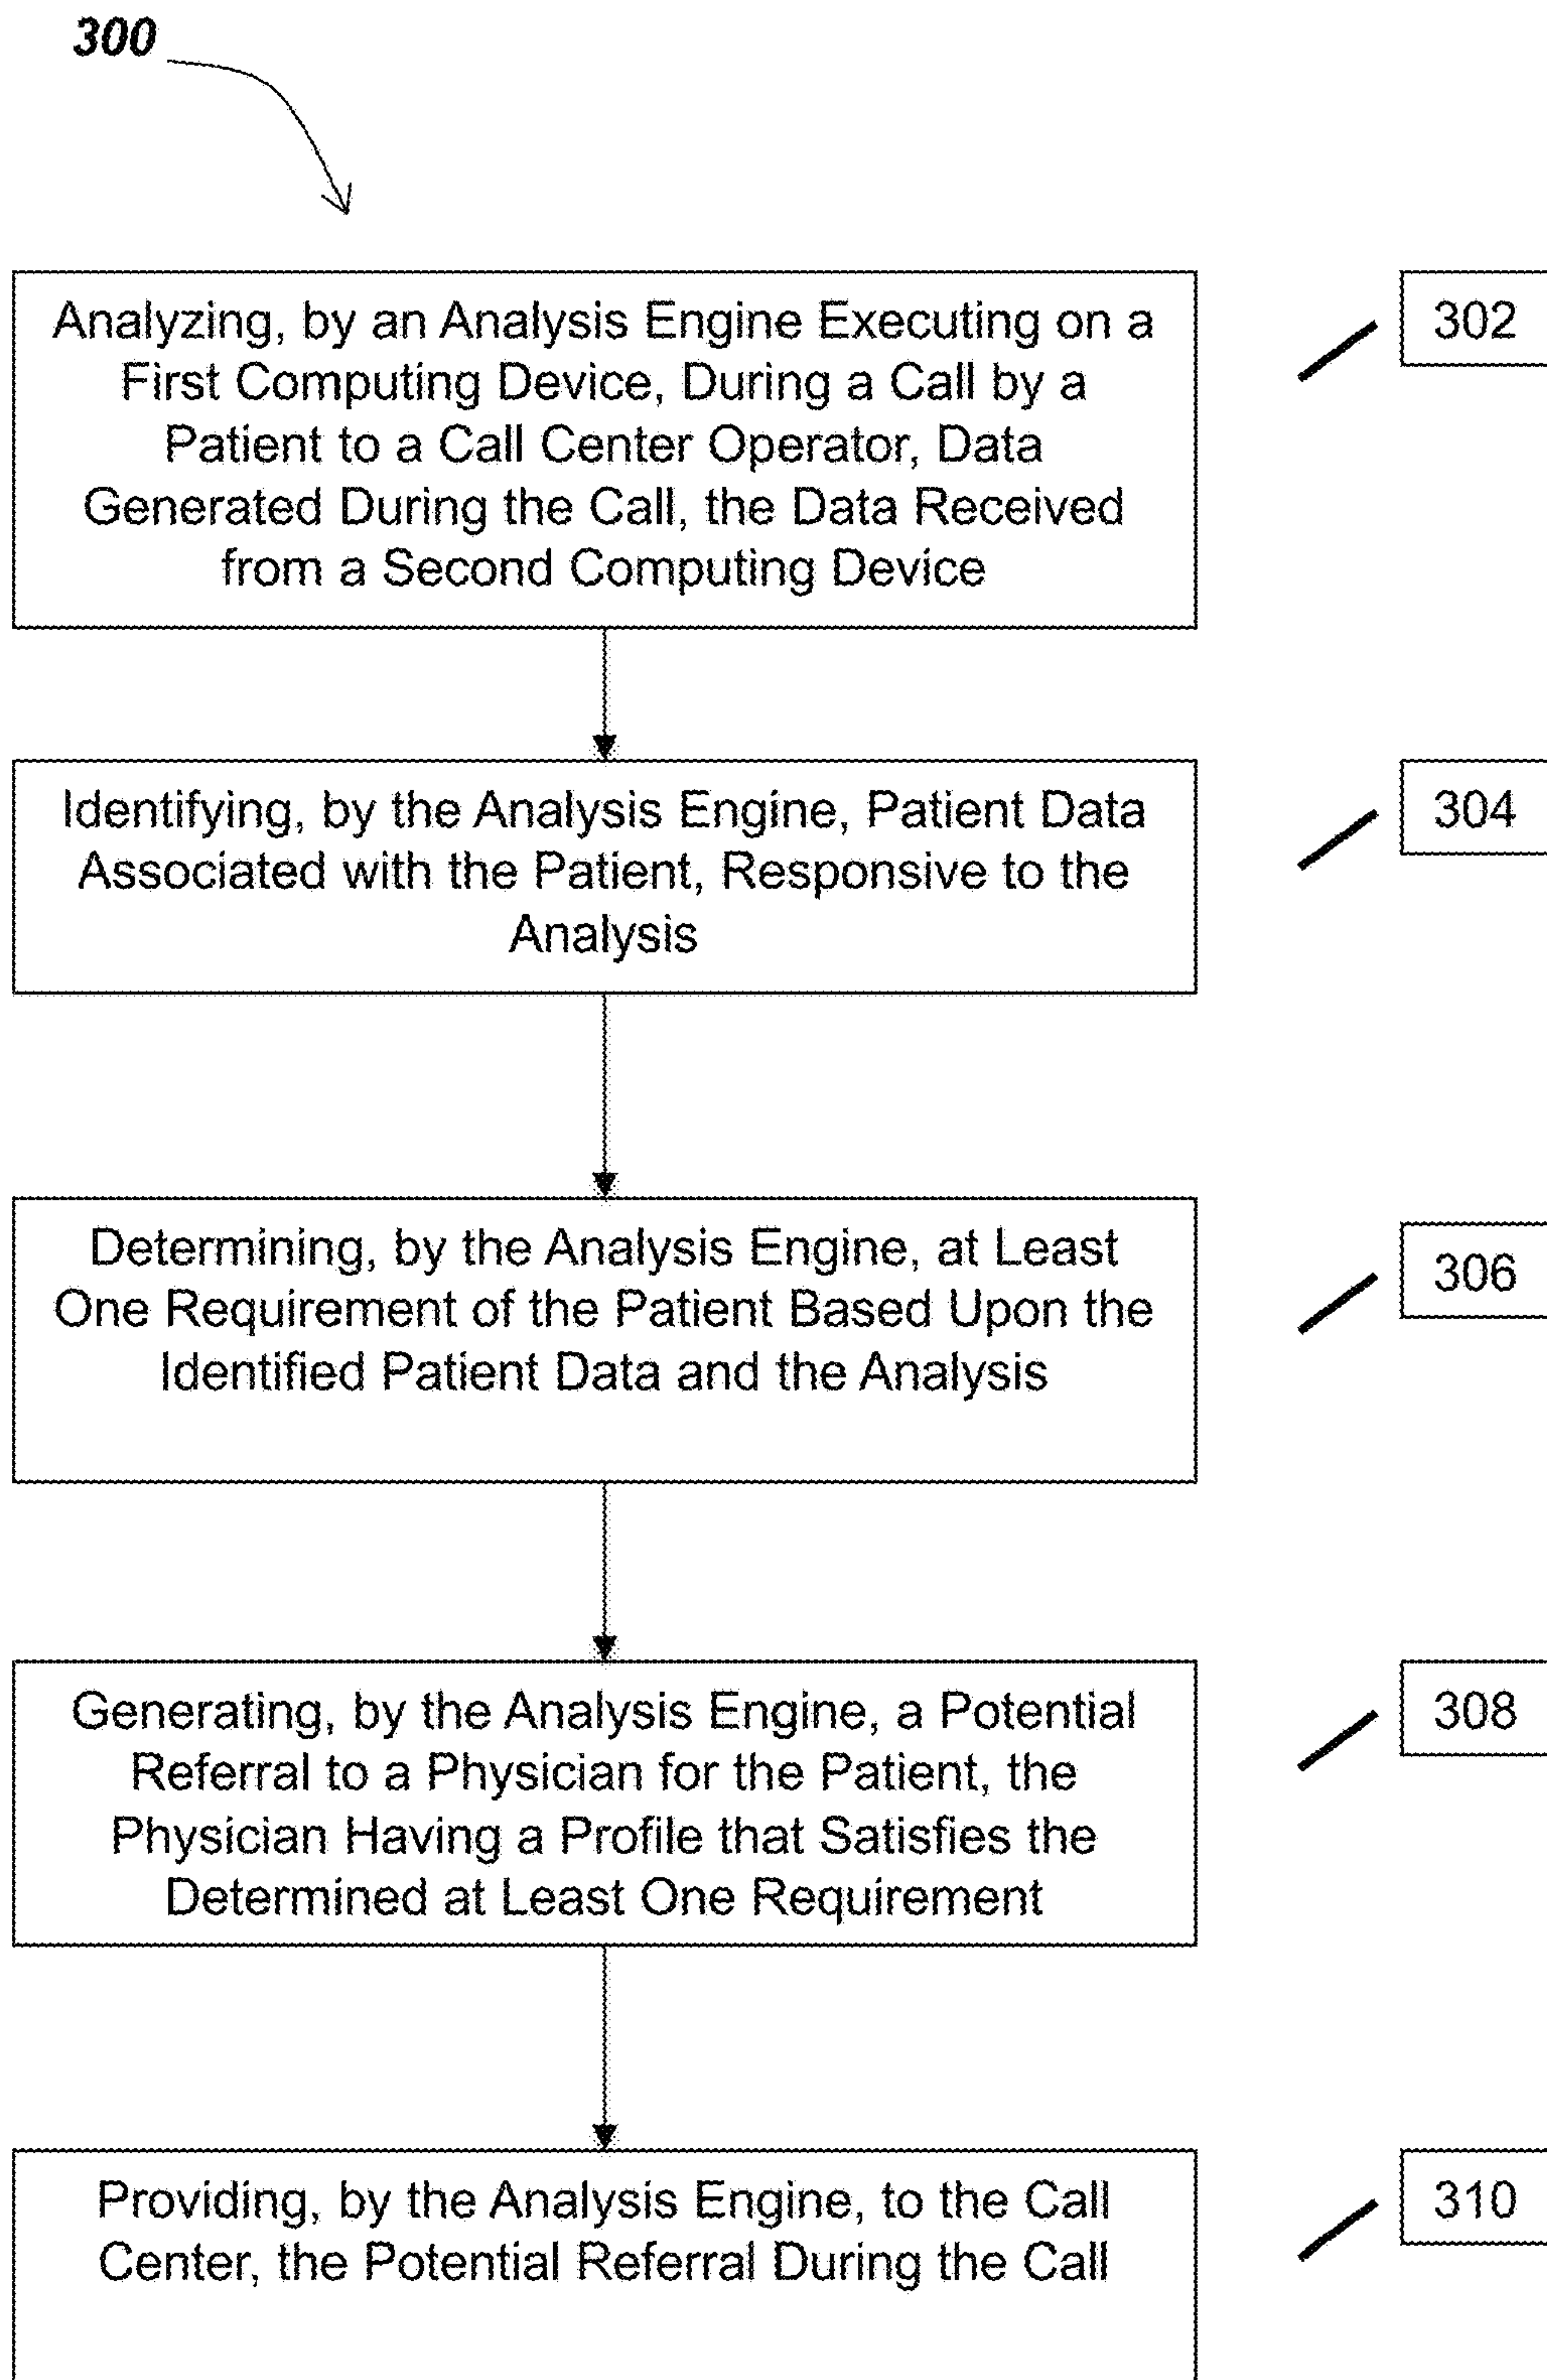 300
Analyzing, by an Analysis Engine Executing on a
First Computing Device, During a Call by a
Patient to a Call Center Operator, Data
Generated During the Call, the Data Received
from a Second Computing Device
302
Identifying, by the Analysis Engine, Patient Data
Associated with the Patient, Responsive to the
Analysis
304
Determining, by the Analysis Engine, at Least
One Requirement of the Patient Based Upon the
Identified Patient Data and the Analysis
306
Generating, by the Analysis Engine, a Potential
Referral to a Physician for the Patient, the
Physician Having a Profile that Satisfies the
Determined at Least One Requirement
308
Providing, by the Analysis Engine, to the Call
Center, the Potential Referral During the Call
310